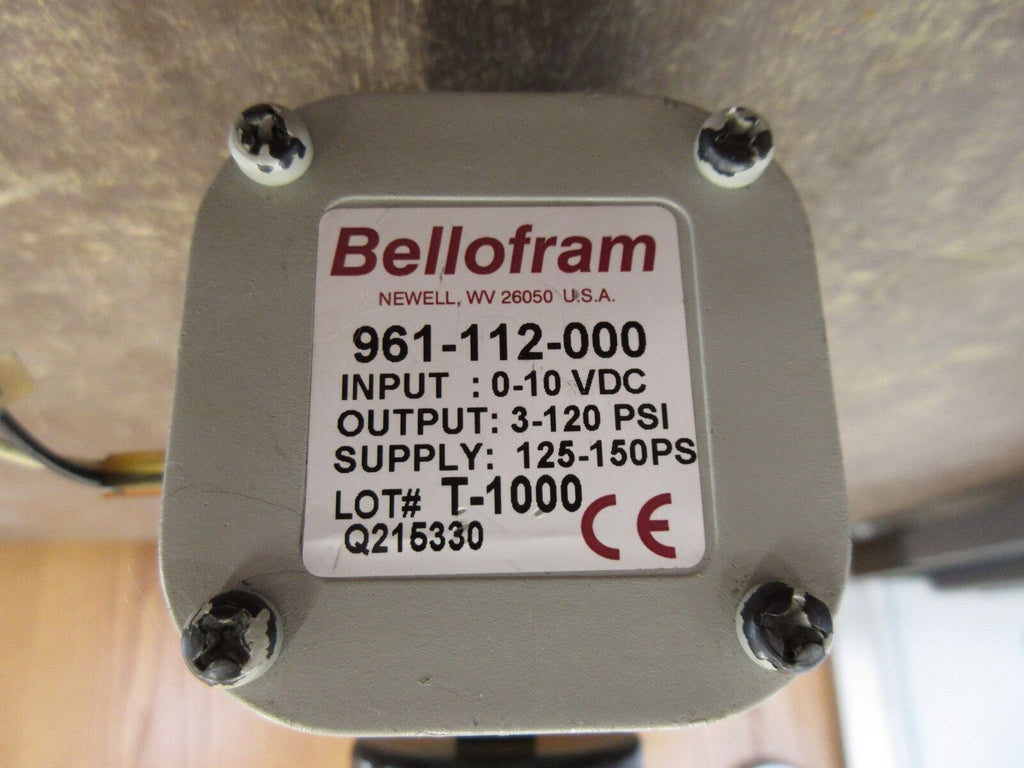 Bellofram
NEWELL, WV 26050 U.S.A.
961-112-000
INPUT : 0-10 VDC
OUTPUT: 3-120 PSI
SUPPLY: 125-150PS
LOT# T-1000
Q215330
CE